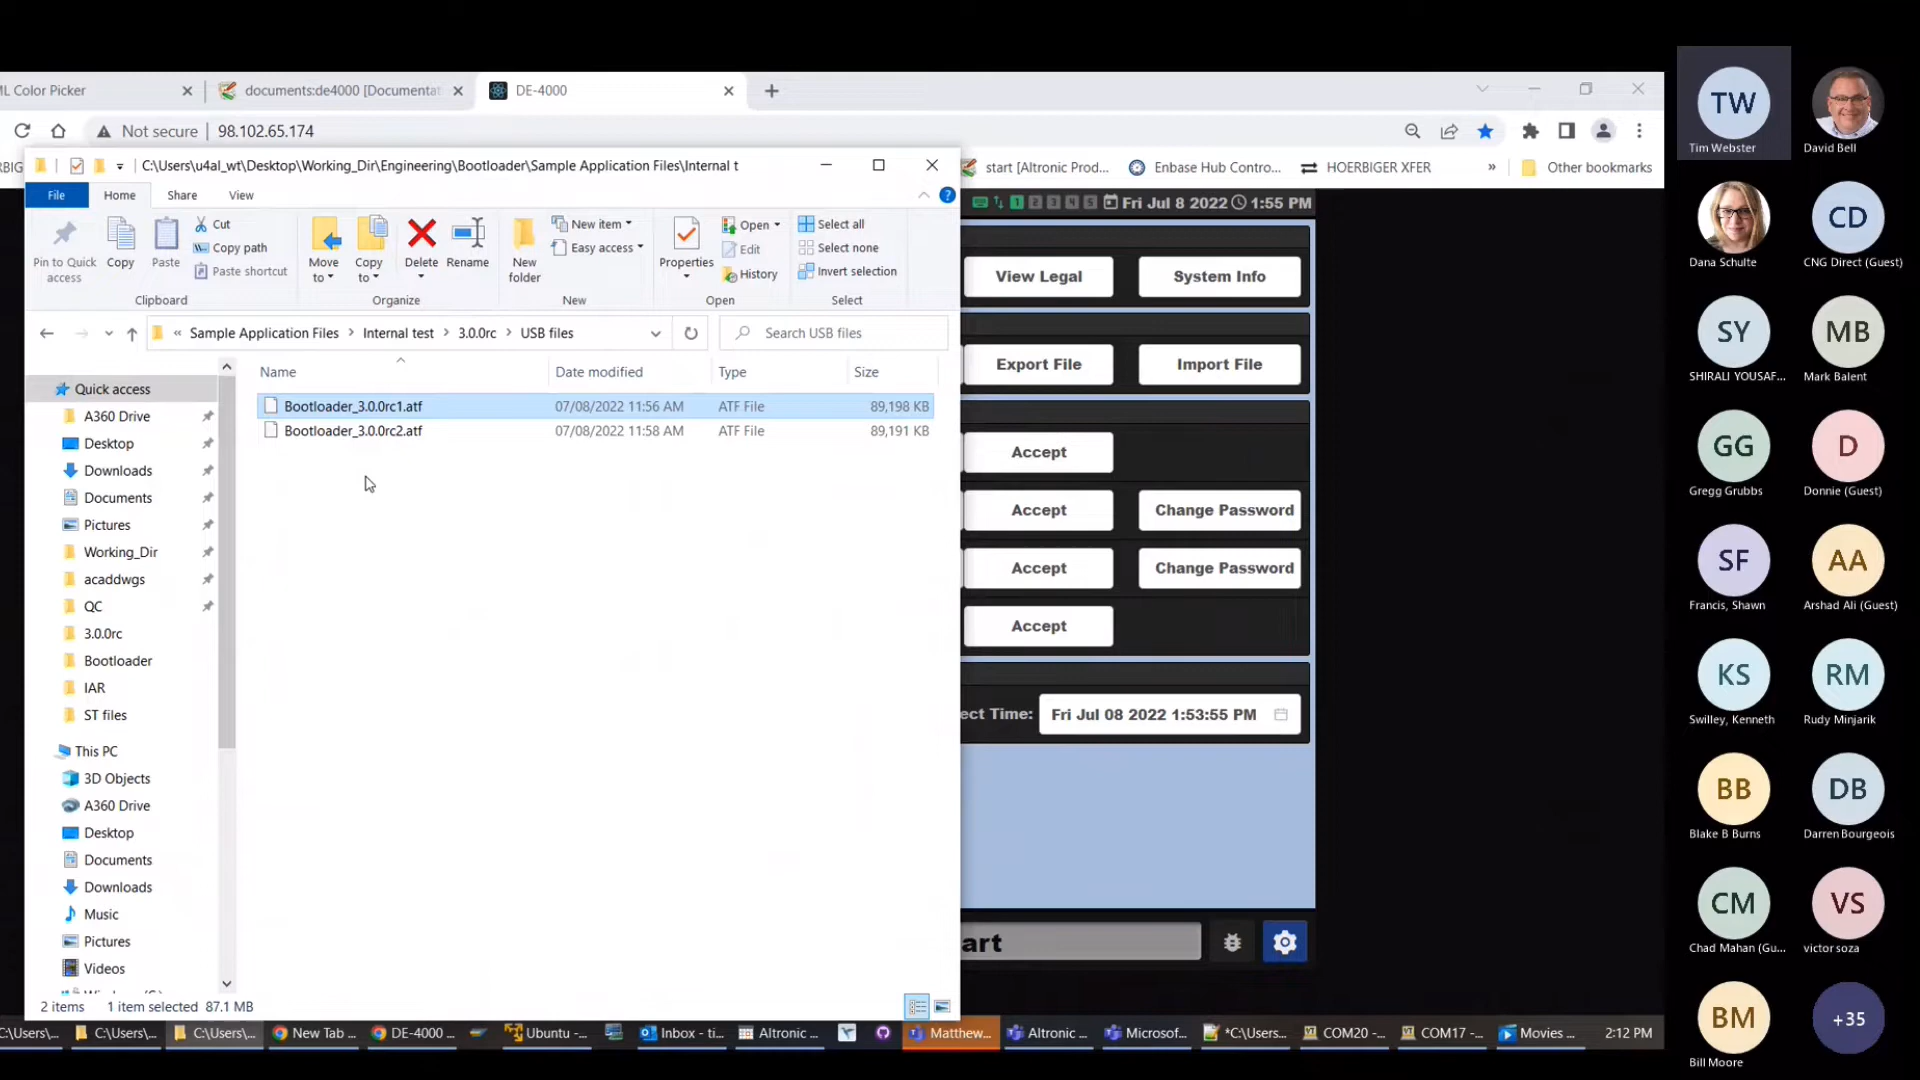 ML Color Picker
documents:de4000 [Documentat
DE-4000
Not secure
98.102.65.174
C:\Users\u4al_wt\Desktop\Working_Dir\Engineering\Bootloader\Sample Application Files\Internal t
start [Altronic Prod...
Enbase Hub Contro...
HOERBIGER XFER
»
Other bookmarks
File
Home
Share
View
Pin to Quick access
Copy
Paste
Cut
Copy path
Paste shortcut
Clipboard
Move to
Copy to
Delete
Rename
Organize
New folder
New item
Easy access
New
Properties
Open
Edit
History
Open
Select all
Select none
Invert selection
Select
« Sample Application Files > Internal test > 3.0.0rc > USB files
Search USB files
Name
Date modified
Type
Size
Bootloader_3.0.0rc1.atf 07/08/2022 11:56 AM ATF File 89,198 KB
Bootloader_3.0.0rc2.atf 07/08/2022 11:58 AM ATF File 89,191 KB
Quick access
A360 Drive
Desktop
Downloads
Documents
Pictures
Working_Dir
acaddwgs
QC
3.0.0rc
Bootloader
IAR
ST files
This PC
3D Objects
A360 Drive
Desktop
Documents
Downloads
Music
Pictures
Videos
2 items 1 item selected 87.1 MB
1 2 3 4 5 Fri Jul 8 2022 1:55 PM
View Legal
System Info
Export File
Import File
Accept
Accept
Change Password
Accept
Change Password
Accept
ect Time:
Fri Jul 08 2022 1:53:55 PM
art
C:\Users\...
C:\Users\...
C:\Users\...
New Tab ...
DE-4000 ...
Ubuntu -...
Inbox - ti...
Altronic ...
Matthew...
Altronic ...
Microsof...
*C:\Users...
COM20 -...
COM17 -...
Movies ...
2:12 PM
TW
Tim Webster
David Bell
Dana Schulte
CD
CNG Direct (Guest)
SY
SHIRALI YOUSAF...
MB
Mark Balent
GG
Gregg Grubbs
D
Donnie (Guest)
SF
Francis, Shawn
AA
Arshad Ali (Guest)
KS
Swilley, Kenneth
RM
Rudy Minjarik
BB
Blake B Burns
DB
Darren Bourgeois
CM
Chad Mahan (Gu...
VS
victor soza
BM
Bill Moore
+35